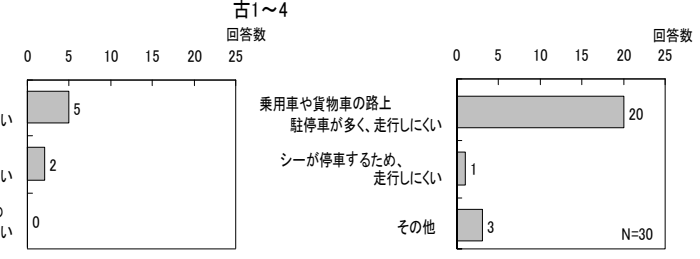 古1～4
回答数
0 5 10 15 20 25
い
5
い
2
い
0
回答数
0 5 10 15 20 25
乗用車や貨物車の路上
駐停車が多く、走行しにくい
20
シーが停車するため、
走行しにくい
1
その他
3
N=30